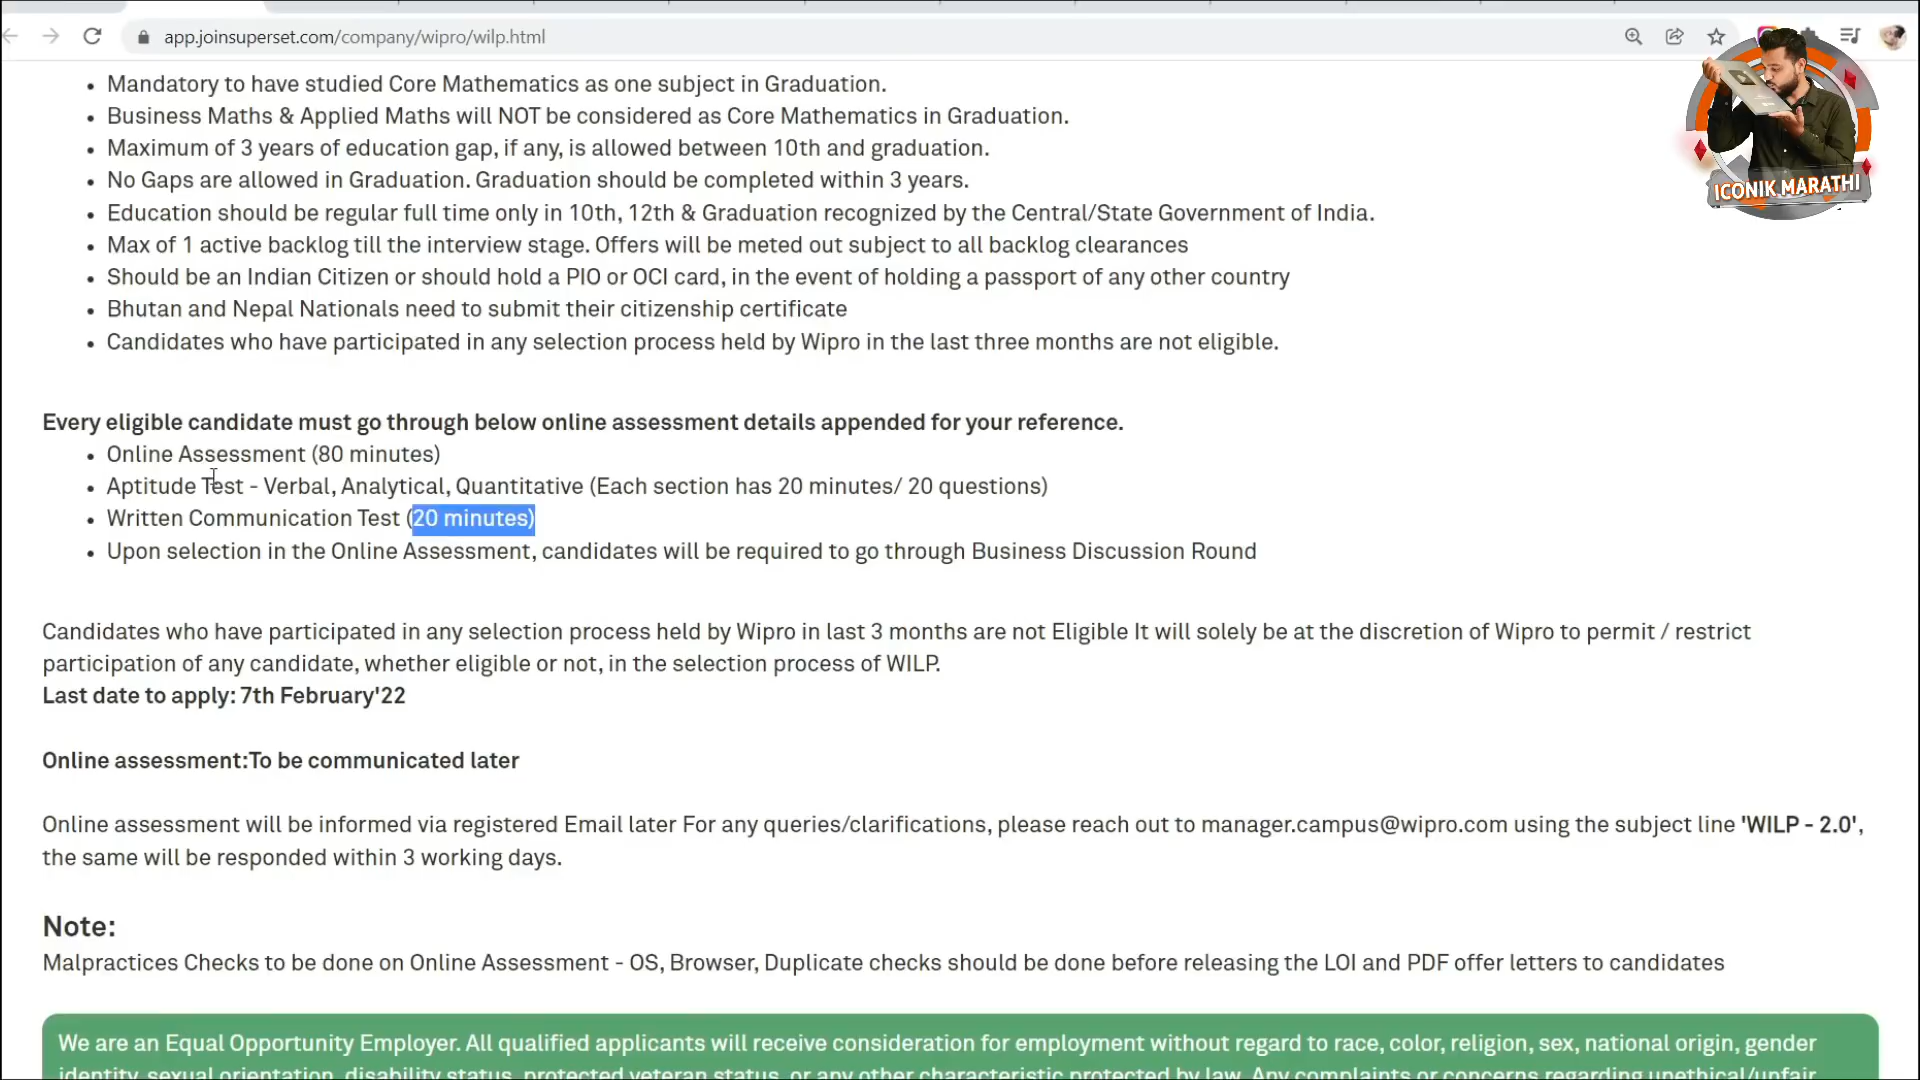 app.joinsuperset.com/company/wipro/wilp.html
ICONIK MARATHI
• Mandatory to have studied Core Mathematics as one subject in Graduation.
• Business Maths & Applied Maths will NOT be considered as Core Mathematics in Graduation.
• Maximum of 3 years of education gap, if any, is allowed between 10th and graduation.
• No Gaps are allowed in Graduation. Graduation should be completed within 3 years.
• Education should be regular full time only in 10th, 12th & Graduation recognized by the Central/State Government of India.
• Max of 1 active backlog till the interview stage. Offers will be meted out subject to all backlog clearances
• Should be an Indian Citizen or should hold a PIO or OCI card, in the event of holding a passport of any other country
• Bhutan and Nepal Nationals need to submit their citizenship certificate
• Candidates who have participated in any selection process held by Wipro in the last three months are not eligible.
Every eligible candidate must go through below online assessment details appended for your reference.
• Online Assessment (80 minutes)
• Aptitude Test - Verbal, Analytical, Quantitative (Each section has 20 minutes/ 20 questions)
• Written Communication Test (20 minutes)
• Upon selection in the Online Assessment, candidates will be required to go through Business Discussion Round
Candidates who have participated in any selection process held by Wipro in last 3 months are not Eligible It will solely be at the discretion of Wipro to permit / restrict
participation of any candidate, whether eligible or not, in the selection process of WILP.
Last date to apply: 7th February'22
Online assessment:To be communicated later
Online assessment will be informed via registered Email later For any queries/clarifications, please reach out to manager.campus@wipro.com using the subject line 'WILP - 2.0',
the same will be responded within 3 working days.
Note:
Malpractices Checks to be done on Online Assessment - OS, Browser, Duplicate checks should be done before releasing the LOI and PDF offer letters to candidates
We are an Equal Opportunity Employer. All qualified applicants will receive consideration for employment without regard to race, color, religion, sex, national origin, gender
identity, sexual orientation, disability status, protected veteran status, or any other characteristic protected by law. Any complaints or concerns regarding unethical/unfair